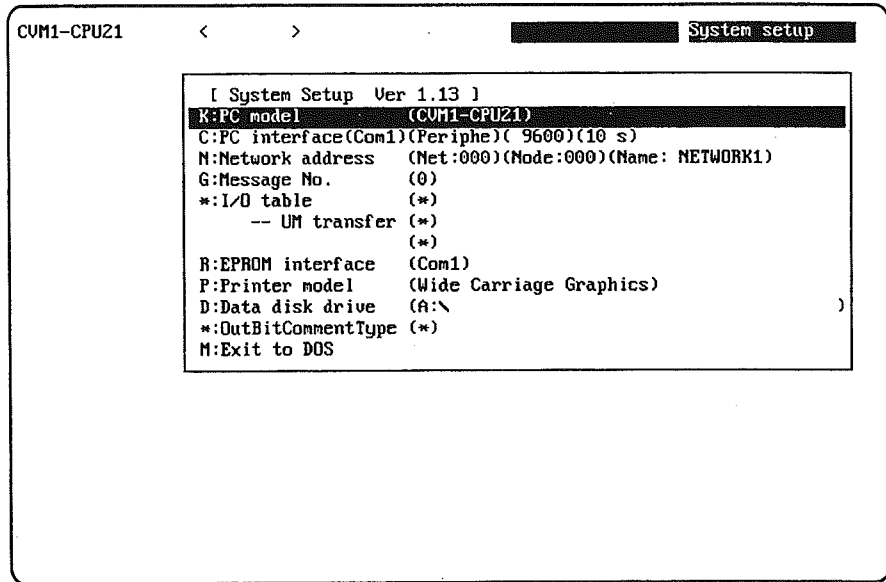 CVM1-CPU21 < > System setup
[ System Setup Ver 1.13 ]
K:PC model (CVM1-CPU21)
C:PC interface(Com1)(Periphe)( 9600)(10 s)
N:Network address (Net:000)(Node:000)(Name: NETWORK1)
G:Message No. (0)
*:I/O table (*)
-- UM transfer (*)
(*)
R:EPROM interface (Com1)
P:Printer model (Wide Carriage Graphics)
D:Data disk drive (A:\ )
*:OutBitCommentType (*)
M:Exit to DOS